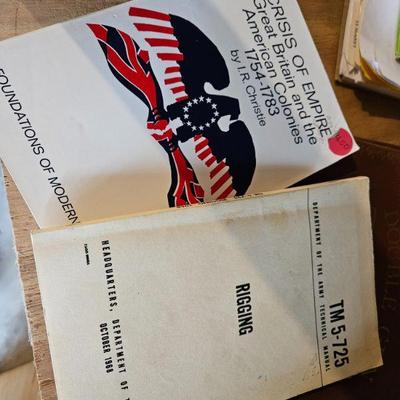 CRISIS OF EMPIRE
Great Britain and the
American Colonies
1754-1783
by I.R. Christie
FOUNDATIONS OF MODERN
DEPARTMENT OF THE ARMY TECHNICAL MANUAL
TM 5-725
RIGGING
HEADQUARTERS, DEPARTMENT OF
OCTOBER 1968